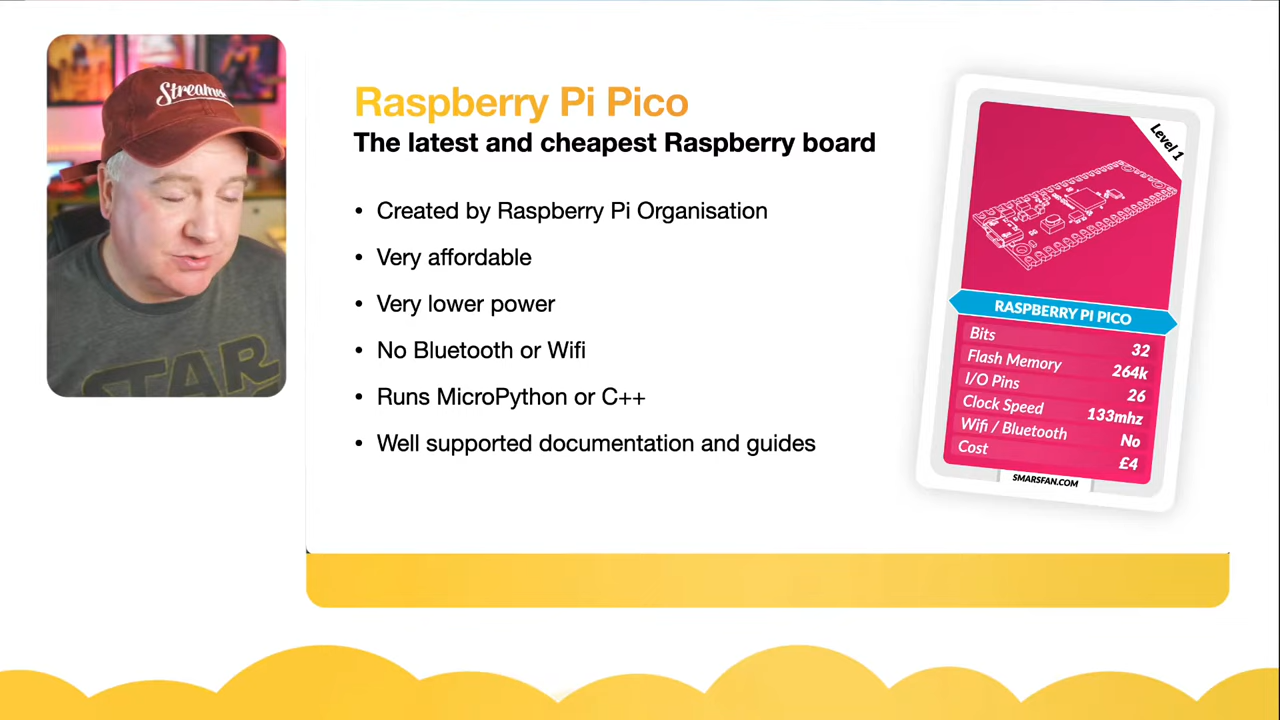 Streamer
STAR
Raspberry Pi Pico
The latest and cheapest Raspberry board
• Created by Raspberry Pi Organisation
• Very affordable
• Very lower power
• No Bluetooth or Wifi
• Runs MicroPython or C++
• Well supported documentation and guides
Level 1
RASPBERRY PI PICO
Bits 32
Flash Memory 264k
I/O Pins 26
Clock Speed 133mhz
Wifi / Bluetooth No
Cost £4
SMARSFAN.COM